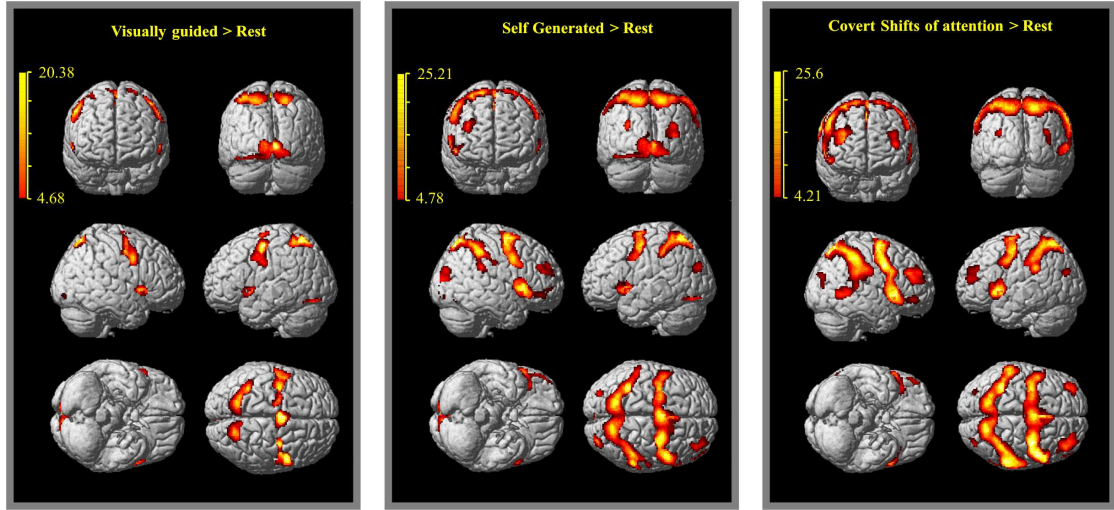 Visually guided > Rest
20.38
4.68
Self Generated > Rest
25.21
4.78
Covert Shifts of attention > Rest
25.6
4.21